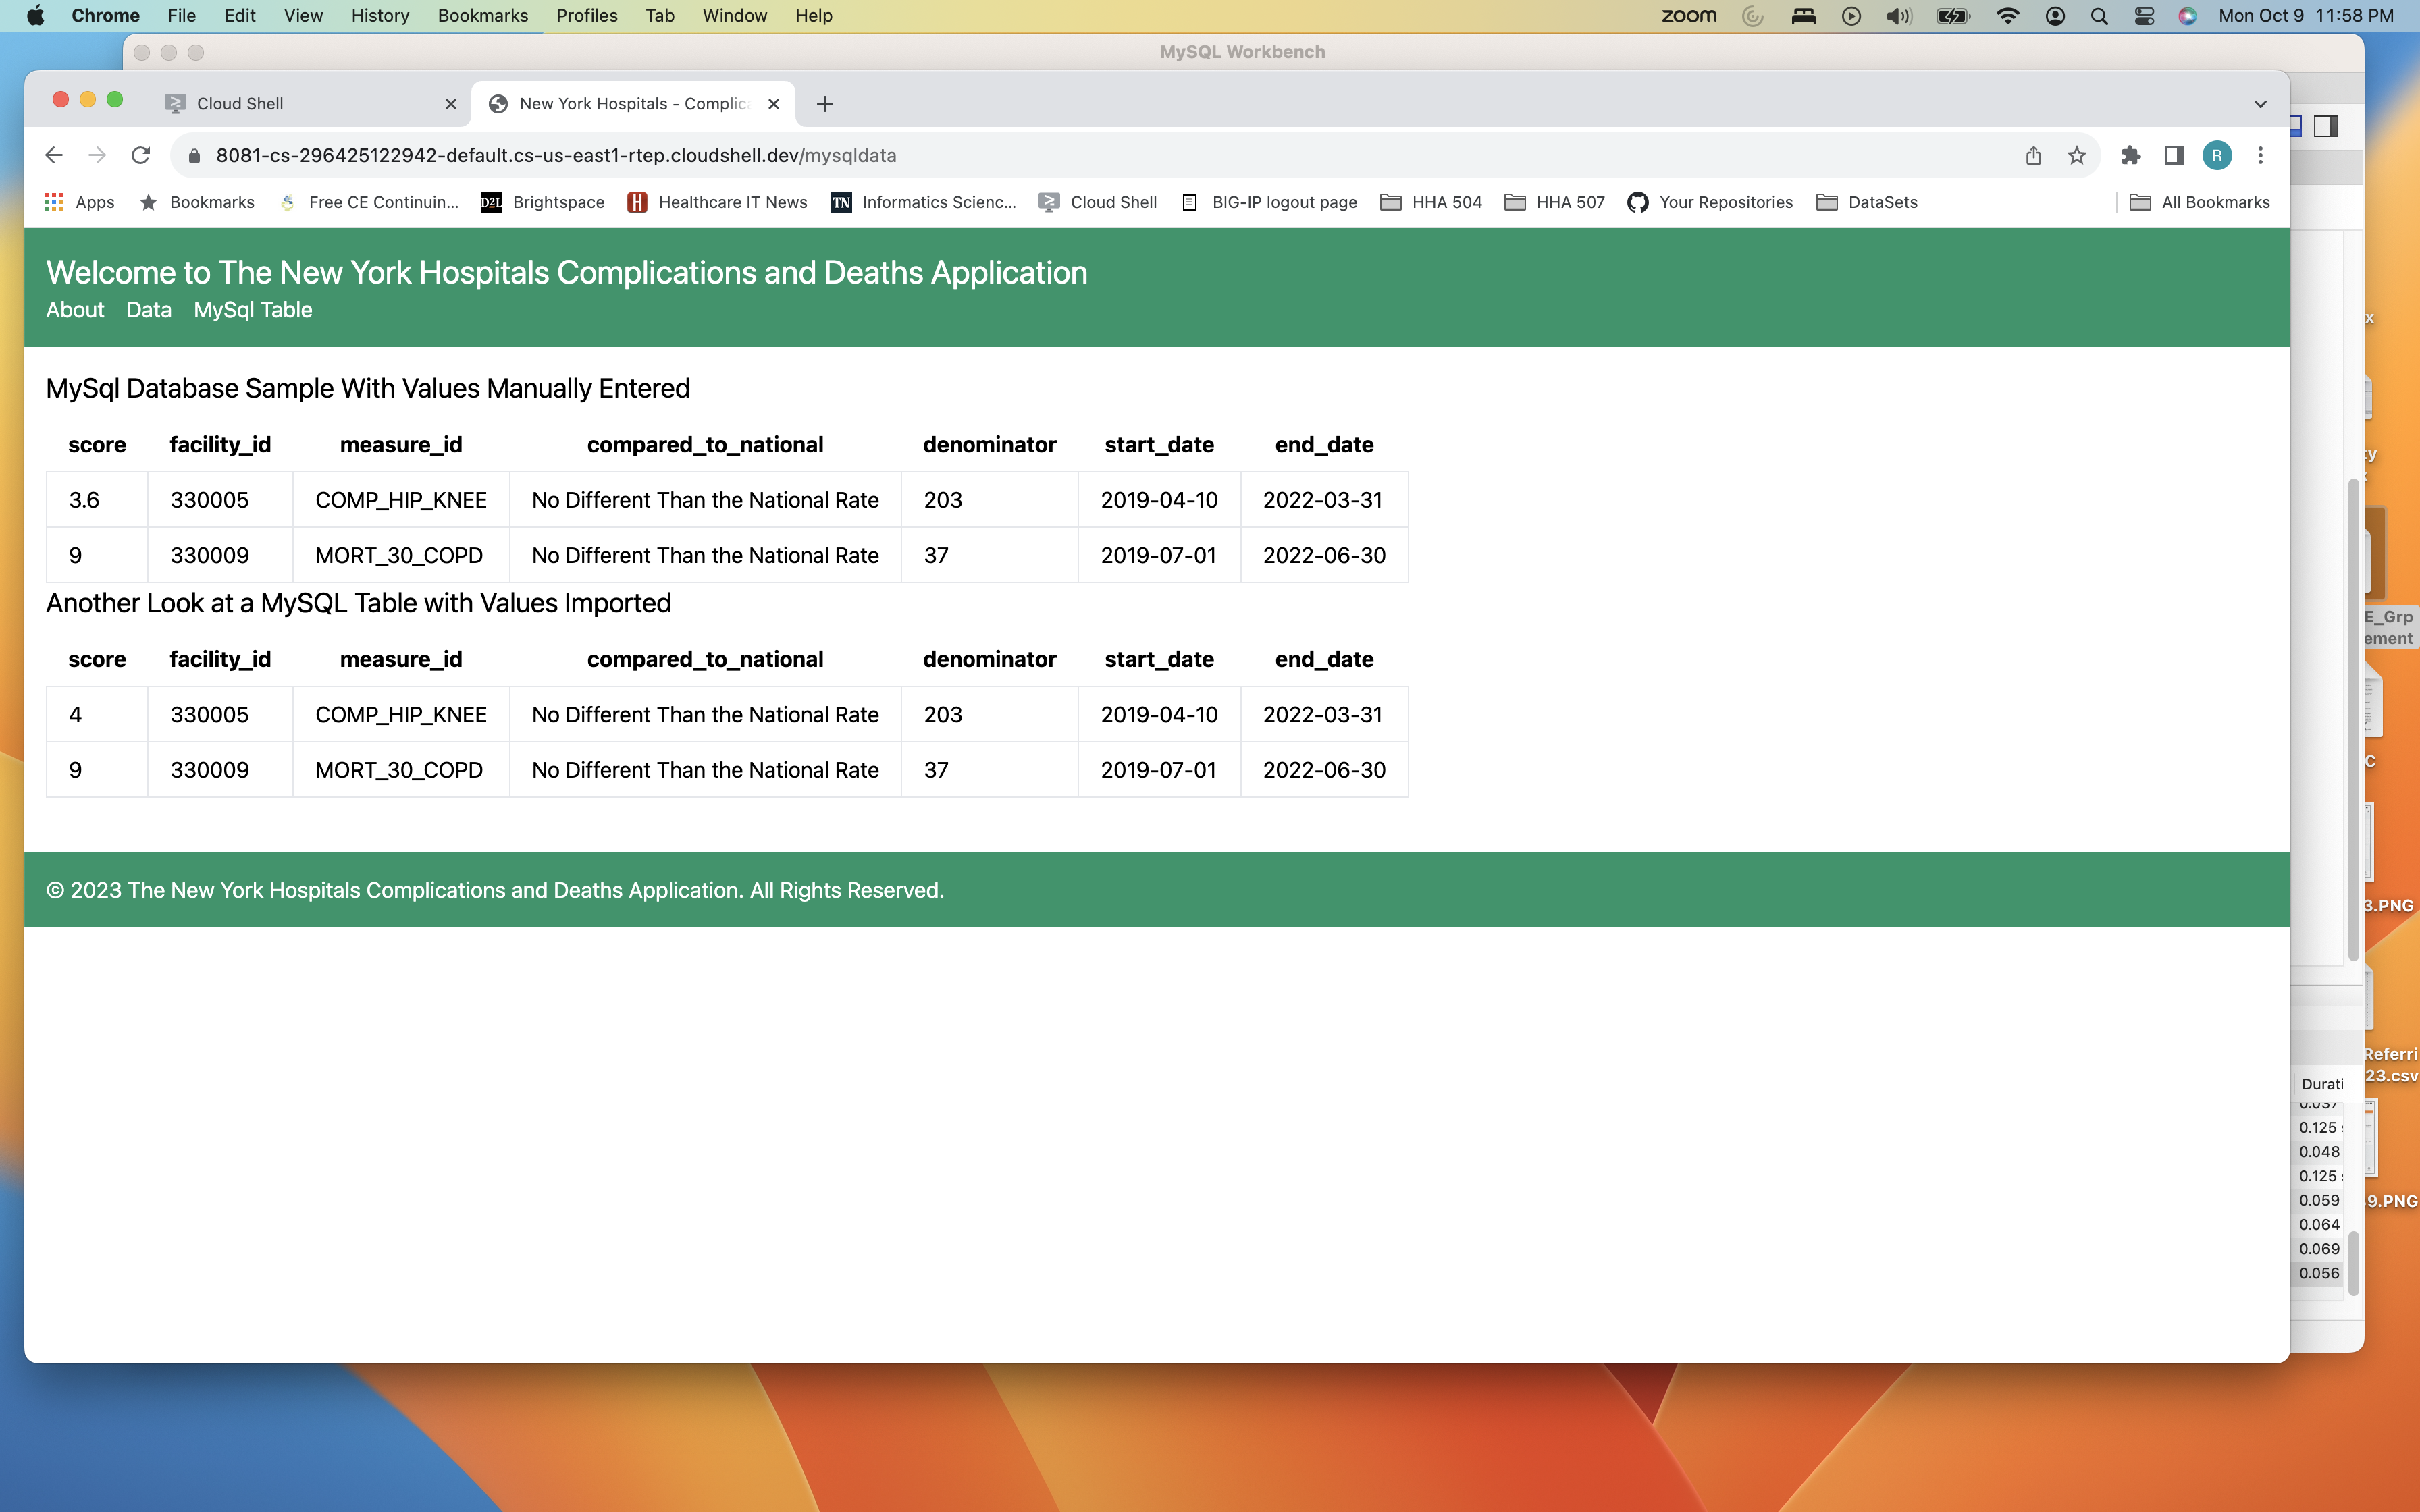 Chrome File Edit View History Bookmarks Profiles Tab Window Help zoom Mon Oct 9 11:58 PM
MySQL Workbench
Cloud Shell New York Hospitals - Complic
8081-cs-296425122942-default.cs-us-east1-rtep.cloudshell.dev/mysqldata R
Apps Bookmarks Free CE Continuin... D2L Brightspace H Healthcare IT News TN Informatics Scienc... Cloud Shell BIG-IP logout page HHA 504 HHA 507 Your Repositories DataSets All Bookmarks
Welcome to The New York Hospitals Complications and Deaths Application
About Data MySql Table
MySql Database Sample With Values Manually Entered
score facility_id measure_id compared_to_national denominator start_date end_date
3.6 330005 COMP_HIP_KNEE No Different Than the National Rate 203 2019-04-10 2022-03-31
9 330009 MORT_30_COPD No Different Than the National Rate 37 2019-07-01 2022-06-30
Another Look at a MySQL Table with Values Imported
score facility_id measure_id compared_to_national denominator start_date end_date
4 330005 COMP_HIP_KNEE No Different Than the National Rate 203 2019-04-10 2022-03-31
9 330009 MORT_30_COPD No Different Than the National Rate 37 2019-07-01 2022-06-30
© 2023 The New York Hospitals Complications and Deaths Application. All Rights Reserved.
x
ty
E_Grp
ement
C
3.PNG
Referri
23.csv
Durati
0.037
0.125 s
0.048
0.125 s
0.059
9.PNG
0.064
0.069
0.056